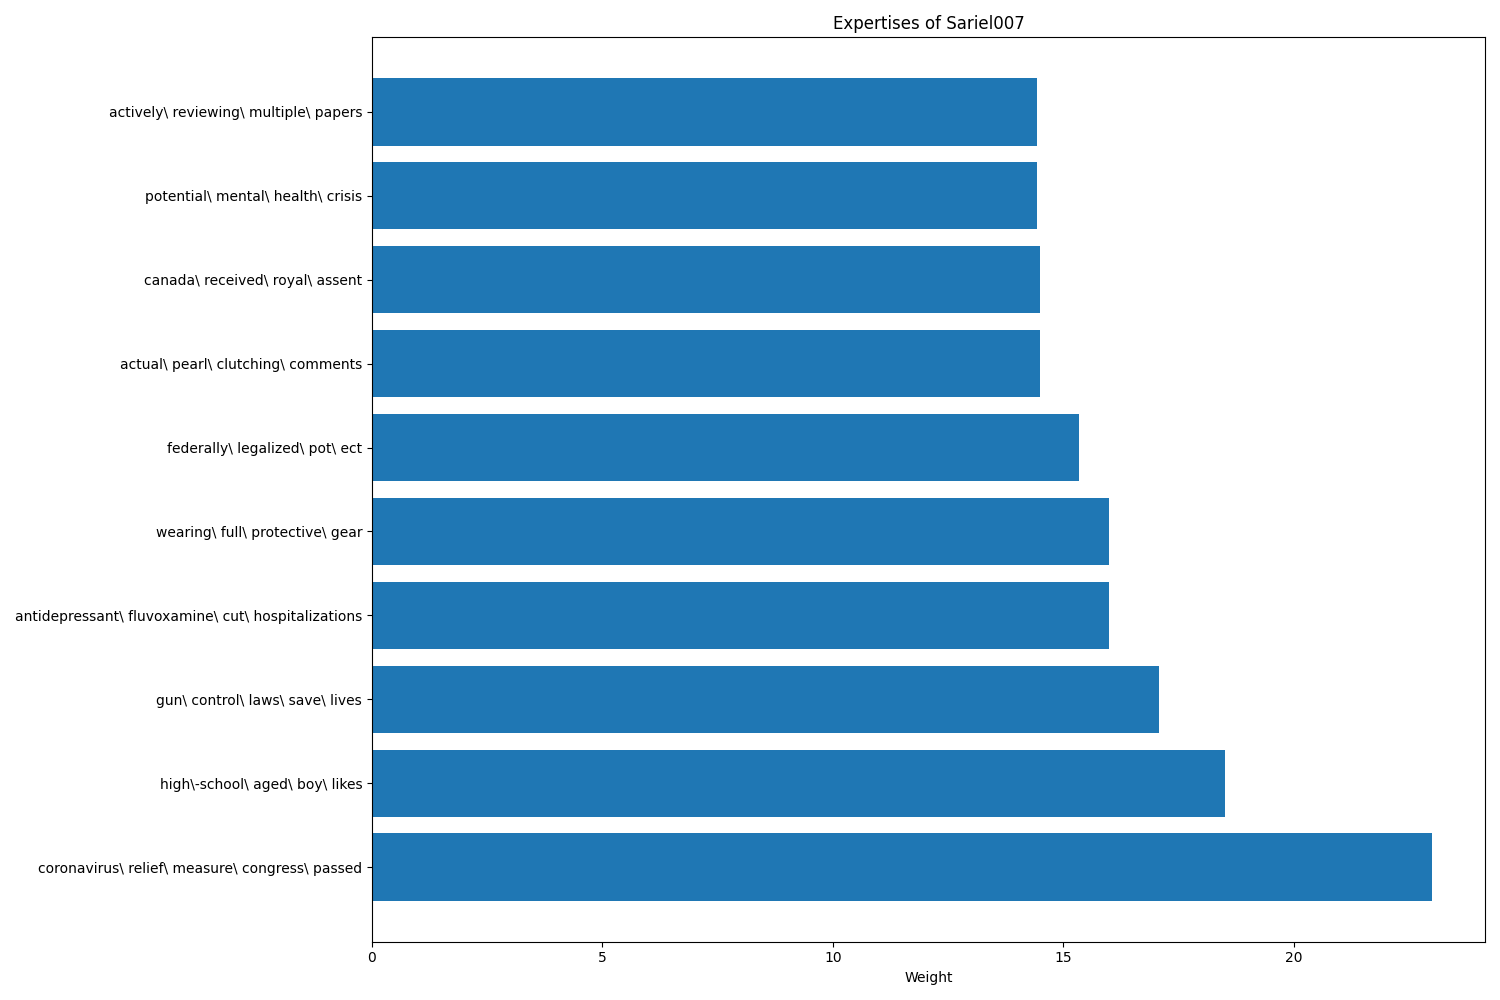 Expertises of Sariel007
actively\ reviewing\ multiple\ papers
potential\ mental\ health\ crisis
canada\ received\ royal\ assent
actual\ pearl\ clutching\ comments
federally\ legalized\ pot\ ect
wearing\ full\ protective\ gear
antidepressant\ fluvoxamine\ cut\ hospitalizations
gun\ control\ laws\ save\ lives
high\-school\ aged\ boy\ likes
coronavirus\ relief\ measure\ congress\ passed
0 5 10 15 20
Weight